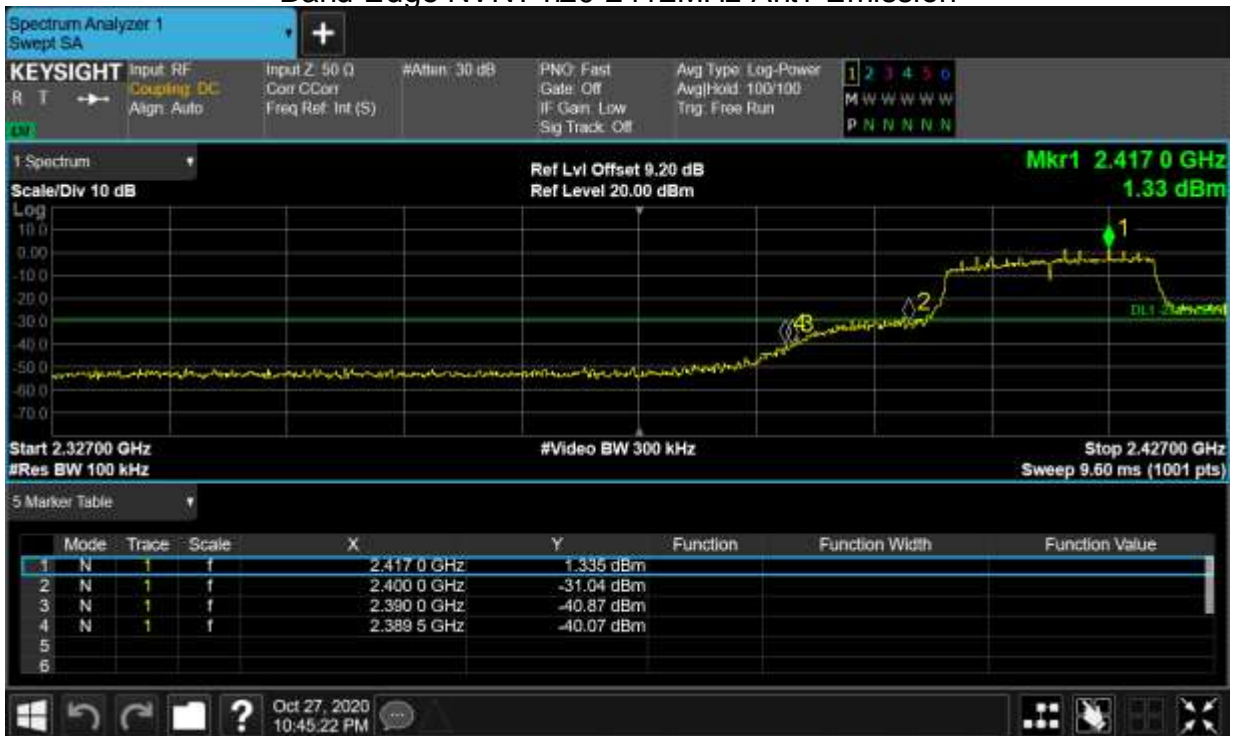 Spectrum Analyzer 1
Swept SA
+
KEYSIGHT
R T
Input: RF
Coupling: DC
Align: Auto
Input Z: 50 Ω
Corr CCorr
Freq Ref: Int (S)
#Atten: 30 dB
PNO: Fast
Gate: Off
IF Gain: Low
Sig Track: Off
Avg Type: Log-Power
Avg|Hold: 100/100
Trig: Free Run
1 2 3 4 5 6
M W W W W W
P N N N N N
1 Spectrum
Scale/Div 10 dB
Ref Lvl Offset 9.20 dB
Ref Level 20.00 dBm
Mkr1 2.417 0 GHz
1.33 dBm
Log
10.0
0.00
-10.0
-20.0
-30.0
-40.0
-50.0
-60.0
-70.0
1
2
43
DL1
Start 2.32700 GHz
#Res BW 100 kHz
#Video BW 300 kHz
Stop 2.42700 GHz
Sweep 9.60 ms (1001 pts)
5 Marker Table
Mode Trace Scale X Y Function Function Width Function Value
1 N 1 f 2.417 0 GHz 1.335 dBm
2 N 1 f 2.400 0 GHz -31.04 dBm
3 N 1 f 2.390 0 GHz -40.87 dBm
4 N 1 f 2.389 5 GHz -40.07 dBm
5
6
?
Oct 27, 2020
10:45:22 PM